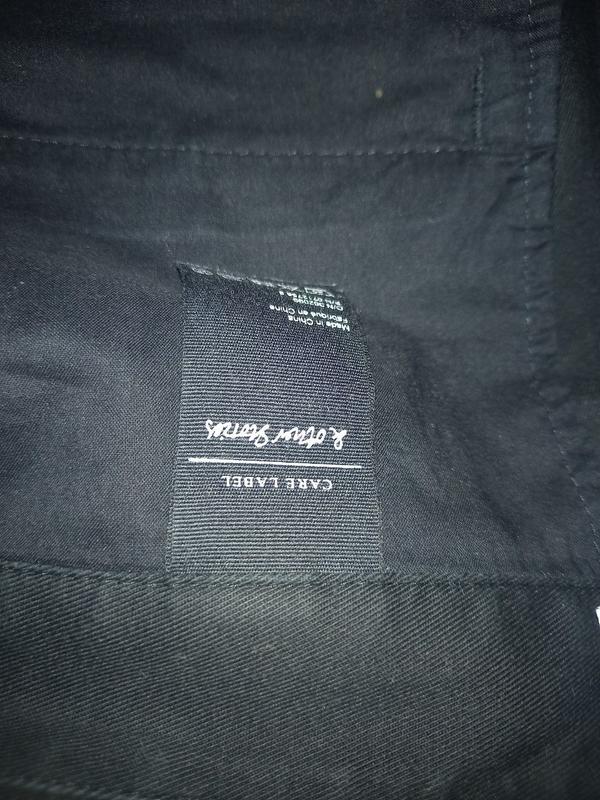 CARE LABEL
& other Stories
Made in China
Fabriqué en Chine
O/N
P/N